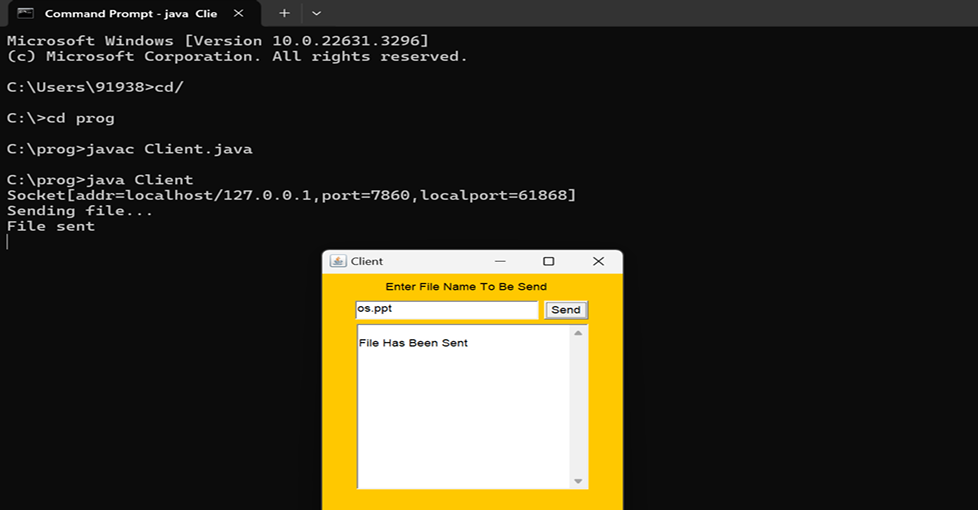 Command Prompt - java Clie
Microsoft Windows [Version 10.0.22631.3296]
(c) Microsoft Corporation. All rights reserved.
C:\Users\91938>cd/
C:\>cd prog
C:\prog>javac Client.java
C:\prog>java Client
Socket[addr=localhost/127.0.0.1,port=7860,localport=61868]
Sending file...
File sent
Client
Enter File Name To Be Send
os.ppt
Send
File Has Been Sent